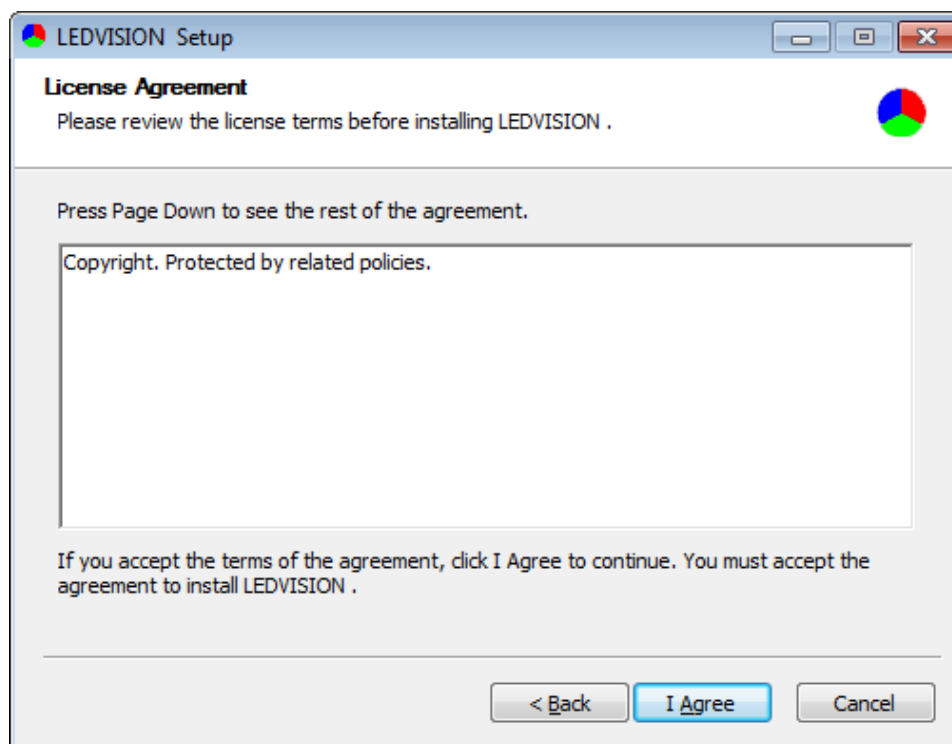 LEDVISION  Setup
License Agreement
Please review the license terms before installing LEDVISION .
Press Page Down to see the rest of the agreement.
Copyright. Protected by related policies.
If you accept the terms of the agreement, click I Agree to continue. You must accept the
agreement to install LEDVISION .
< Back
I Agree
Cancel